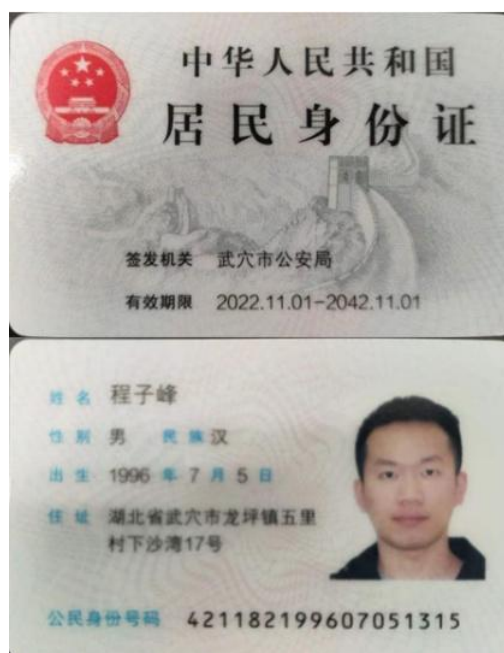 中华人民共和国
居民身份证
签发机关 武穴市公安局
有效期限 2022.11.01-2042.11.01
姓名 程子峰
性别 男 民族 汉
出生 1996 年 7 月 5 日
住址 湖北省武穴市龙坪镇五里
村下沙湾17号
公民身份号码 421182199607051315